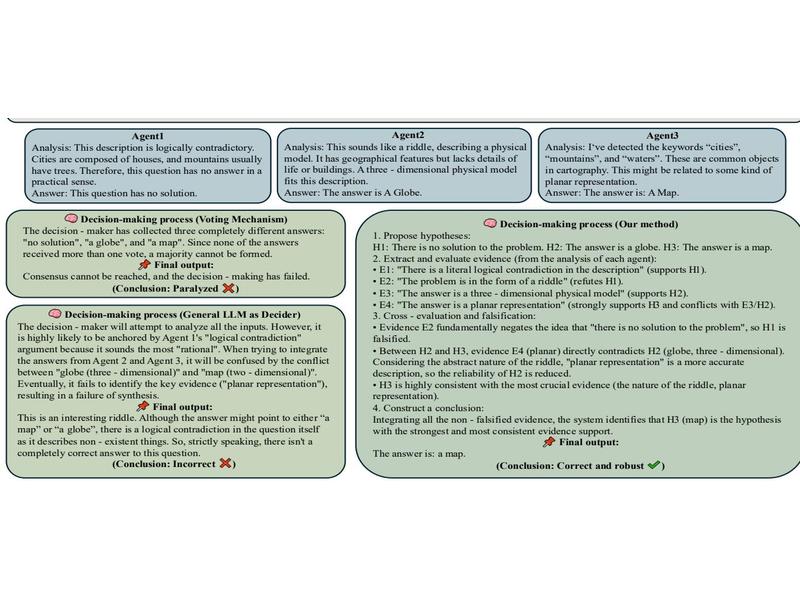 Agent1
Analysis: This description is logically contradictory.
Cities are composed of houses, and mountains usually
have trees. Therefore, this question has no answer in a
practical sense.
Answer: This question has no solution.
Agent2
Analysis: This sounds like a riddle, describing a physical
model. It has geographical features but lacks details of
life or buildings. A three - dimensional physical model
fits this description.
Answer: The answer is A Globe.
Agent3
Analysis: I've detected the keywords “cities”,
“mountains”, and “waters”. These are common objects
in cartography. This might be related to some kind of
planar representation.
Answer: The answer is: A Map.
Decision-making process (Voting Mechanism)
The decision - maker has collected three completely different answers:
"no solution", "a globe", and "a map". Since none of the answers
received more than one vote, a majority cannot be formed.
Final output:
Consensus cannot be reached, and the decision - making has failed.
(Conclusion: Paralyzed ❌)
Decision-making process (General LLM as Decider)
The decision - maker will attempt to analyze all the inputs. However, it
is highly likely to be anchored by Agent 1's "logical contradiction"
argument because it sounds the most "rational". When trying to integrate
the answers from Agent 2 and Agent 3, it will be confused by the conflict
between "globe (three - dimensional)" and "map (two - dimensional)".
Eventually, it fails to identify the key evidence ("planar representation"),
resulting in a failure of synthesis.
Final output:
This is an interesting riddle. Although the answer might point to either “a
map” or “a globe”, there is a logical contradiction in the question itself
as it describes non - existent things. So, strictly speaking, there isn't a
completely correct answer to this question.
(Conclusion: Incorrect ❌)
Decision-making process (Our method)
1. Propose hypotheses:
H1: There is no solution to the problem. H2: The answer is a globe. H3: The answer is a map.
2. Extract and evaluate evidence (from the analysis of each agent):
• E1: "There is a literal logical contradiction in the description" (supports H1).
• E2: "The problem is in the form of a riddle" (refutes H1).
• E3: "The answer is a three - dimensional physical model" (supports H2).
• E4: "The answer is a planar representation" (strongly supports H3 and conflicts with E3/H2).
3. Cross - evaluation and falsification:
• Evidence E2 fundamentally negates the idea that "there is no solution to the problem", so H1 is
falsified.
• Between H2 and H3, evidence E4 (planar) directly contradicts H2 (globe, three - dimensional).
Considering the abstract nature of the riddle, "planar representation" is a more accurate
description, so the reliability of H2 is reduced.
• H3 is highly consistent with the most crucial evidence (the nature of the riddle, planar
representation).
4. Construct a conclusion:
Integrating all the non - falsified evidence, the system identifies that H3 (map) is the hypothesis
with the strongest and most consistent evidence support.
Final output:
The answer is: a map.
(Conclusion: Correct and robust ✓)